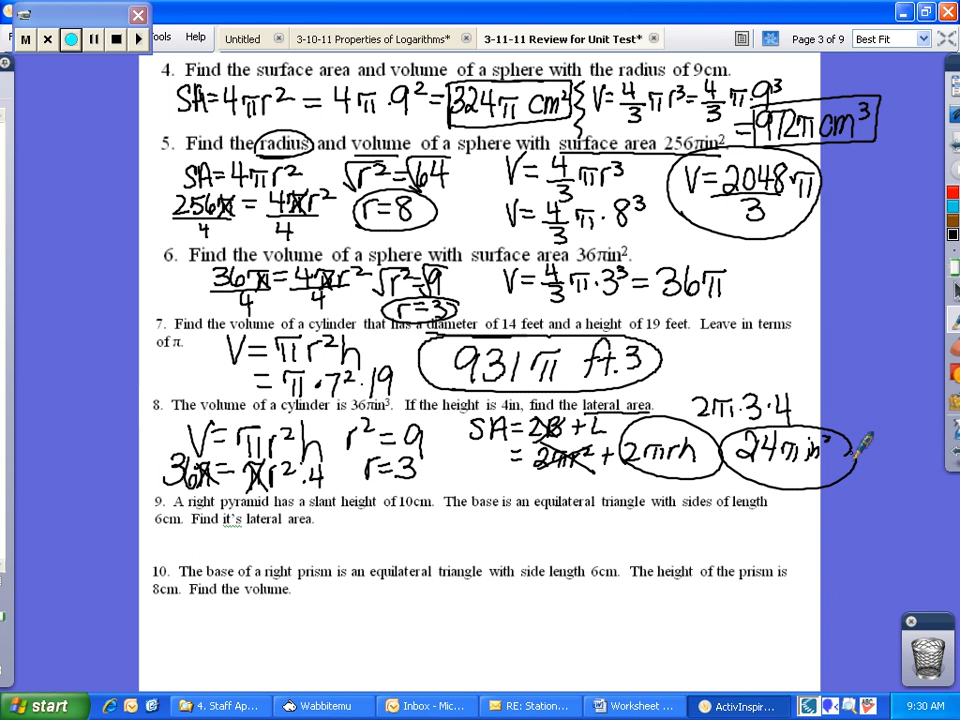 M
Tools Help Untitled 3-10-11 Properties of Logarithms* 3-11-11 Review for Unit Test* Page 3 of 9 Best Fit
4. Find the surface area and volume of a sphere with the radius of 9cm.
SA=4πr² = 4π·9² = 324π cm² V=4/3 πr³ = 4/3 π·9³
= 972π cm³
5. Find the radius and volume of a sphere with surface area 256πin².
SA=4πr² √r² = √64 V=4/3 πr³ V=2048/3 π
256π/4 = 4πr²/4 r=8 V=4/3 π·8³
6. Find the volume of a sphere with surface area 36πin².
36π/4 = 4πr²/4 √r²=√9 V=4/3 π·3³ = 36π
r=3
7. Find the volume of a cylinder that has a diameter of 14 feet and a height of 19 feet. Leave in terms
of π.
V=πr²h 931π ft.3
=π·7²·19
8. The volume of a cylinder is 36πin³. If the height is 4in, find the lateral area.
2π·3·4
V=πr²h r²=9 SA=2B+L
36π=πr²·4 r=3 =2πr²+2πrh 24π in²
9. A right pyramid has a slant height of 10cm. The base is an equilateral triangle with sides of length
6cm. Find it's lateral area.
10. The base of a right prism is an equilateral triangle with side length 6cm. The height of the prism is
8cm. Find the volume.
start 4. Staff Ap... Wabbitemu Inbox - Mic... RE: Station... Worksheet ... ActivInspir... 9:30 AM